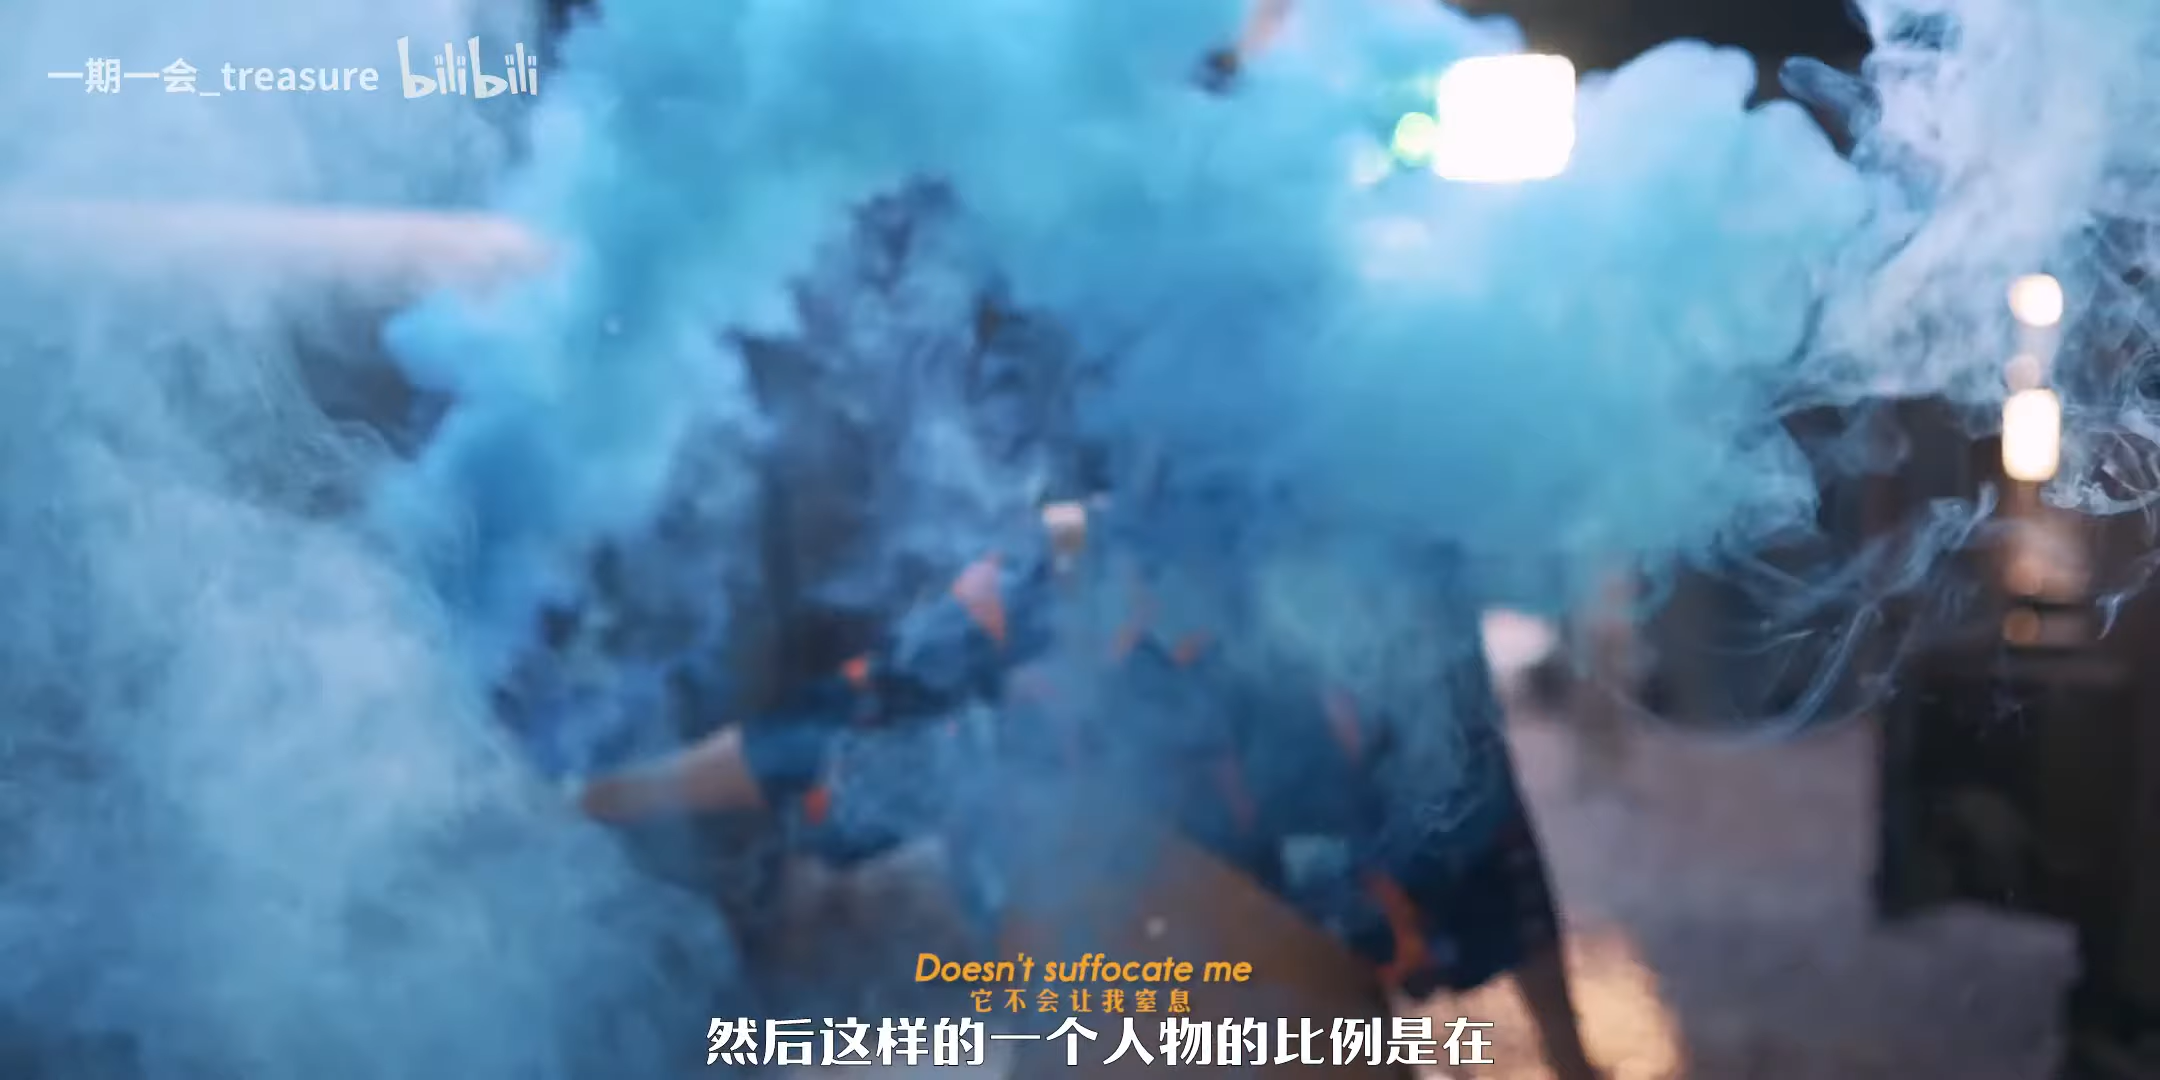 一期一会_treasure bilibili
Doesn't suffocate me
它不会让我窒息
然后这样的一个人物的比例是在